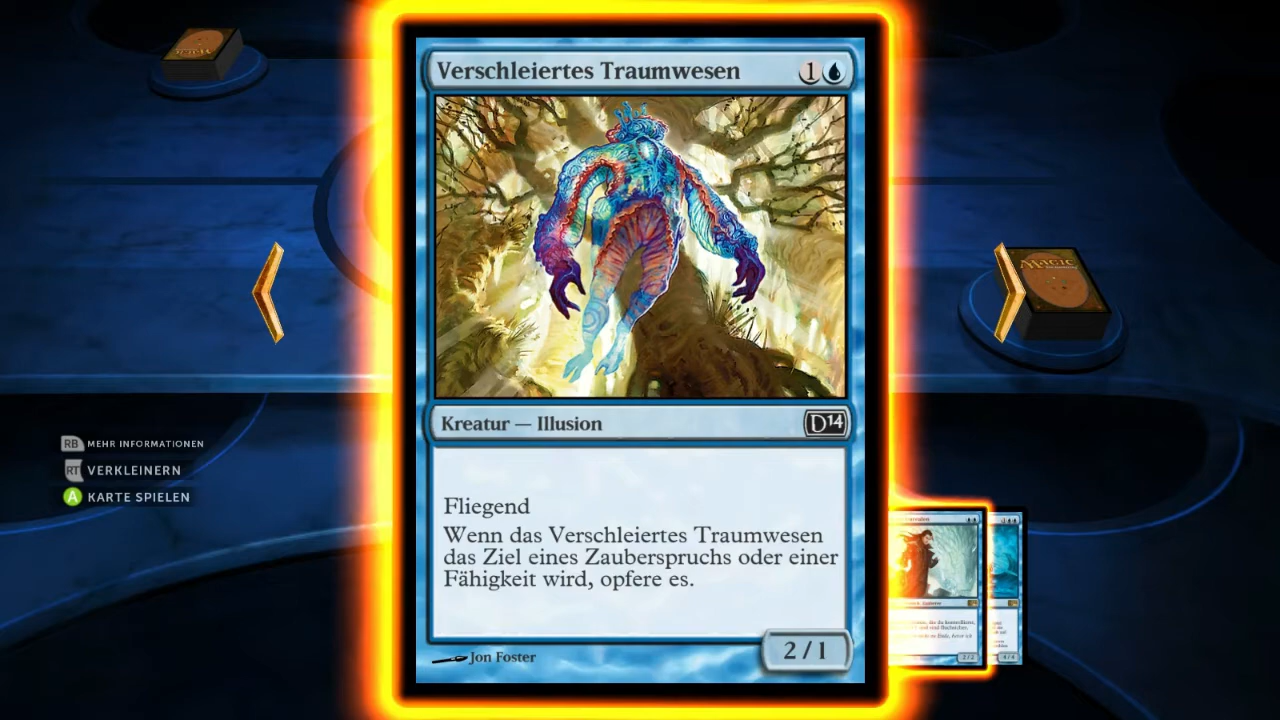 Verschleiertes Traumwesen 1
Kreatur — Illusion D14
Fliegend
Wenn das Verschleiertes Traumwesen
das Ziel eines Zauberspruchs oder einer
Fähigkeit wird, opfere es.
2/1
Jon Foster
RB MEHR INFORMATIONEN
RT VERKLEINERN
A KARTE SPIELEN
MAGIC